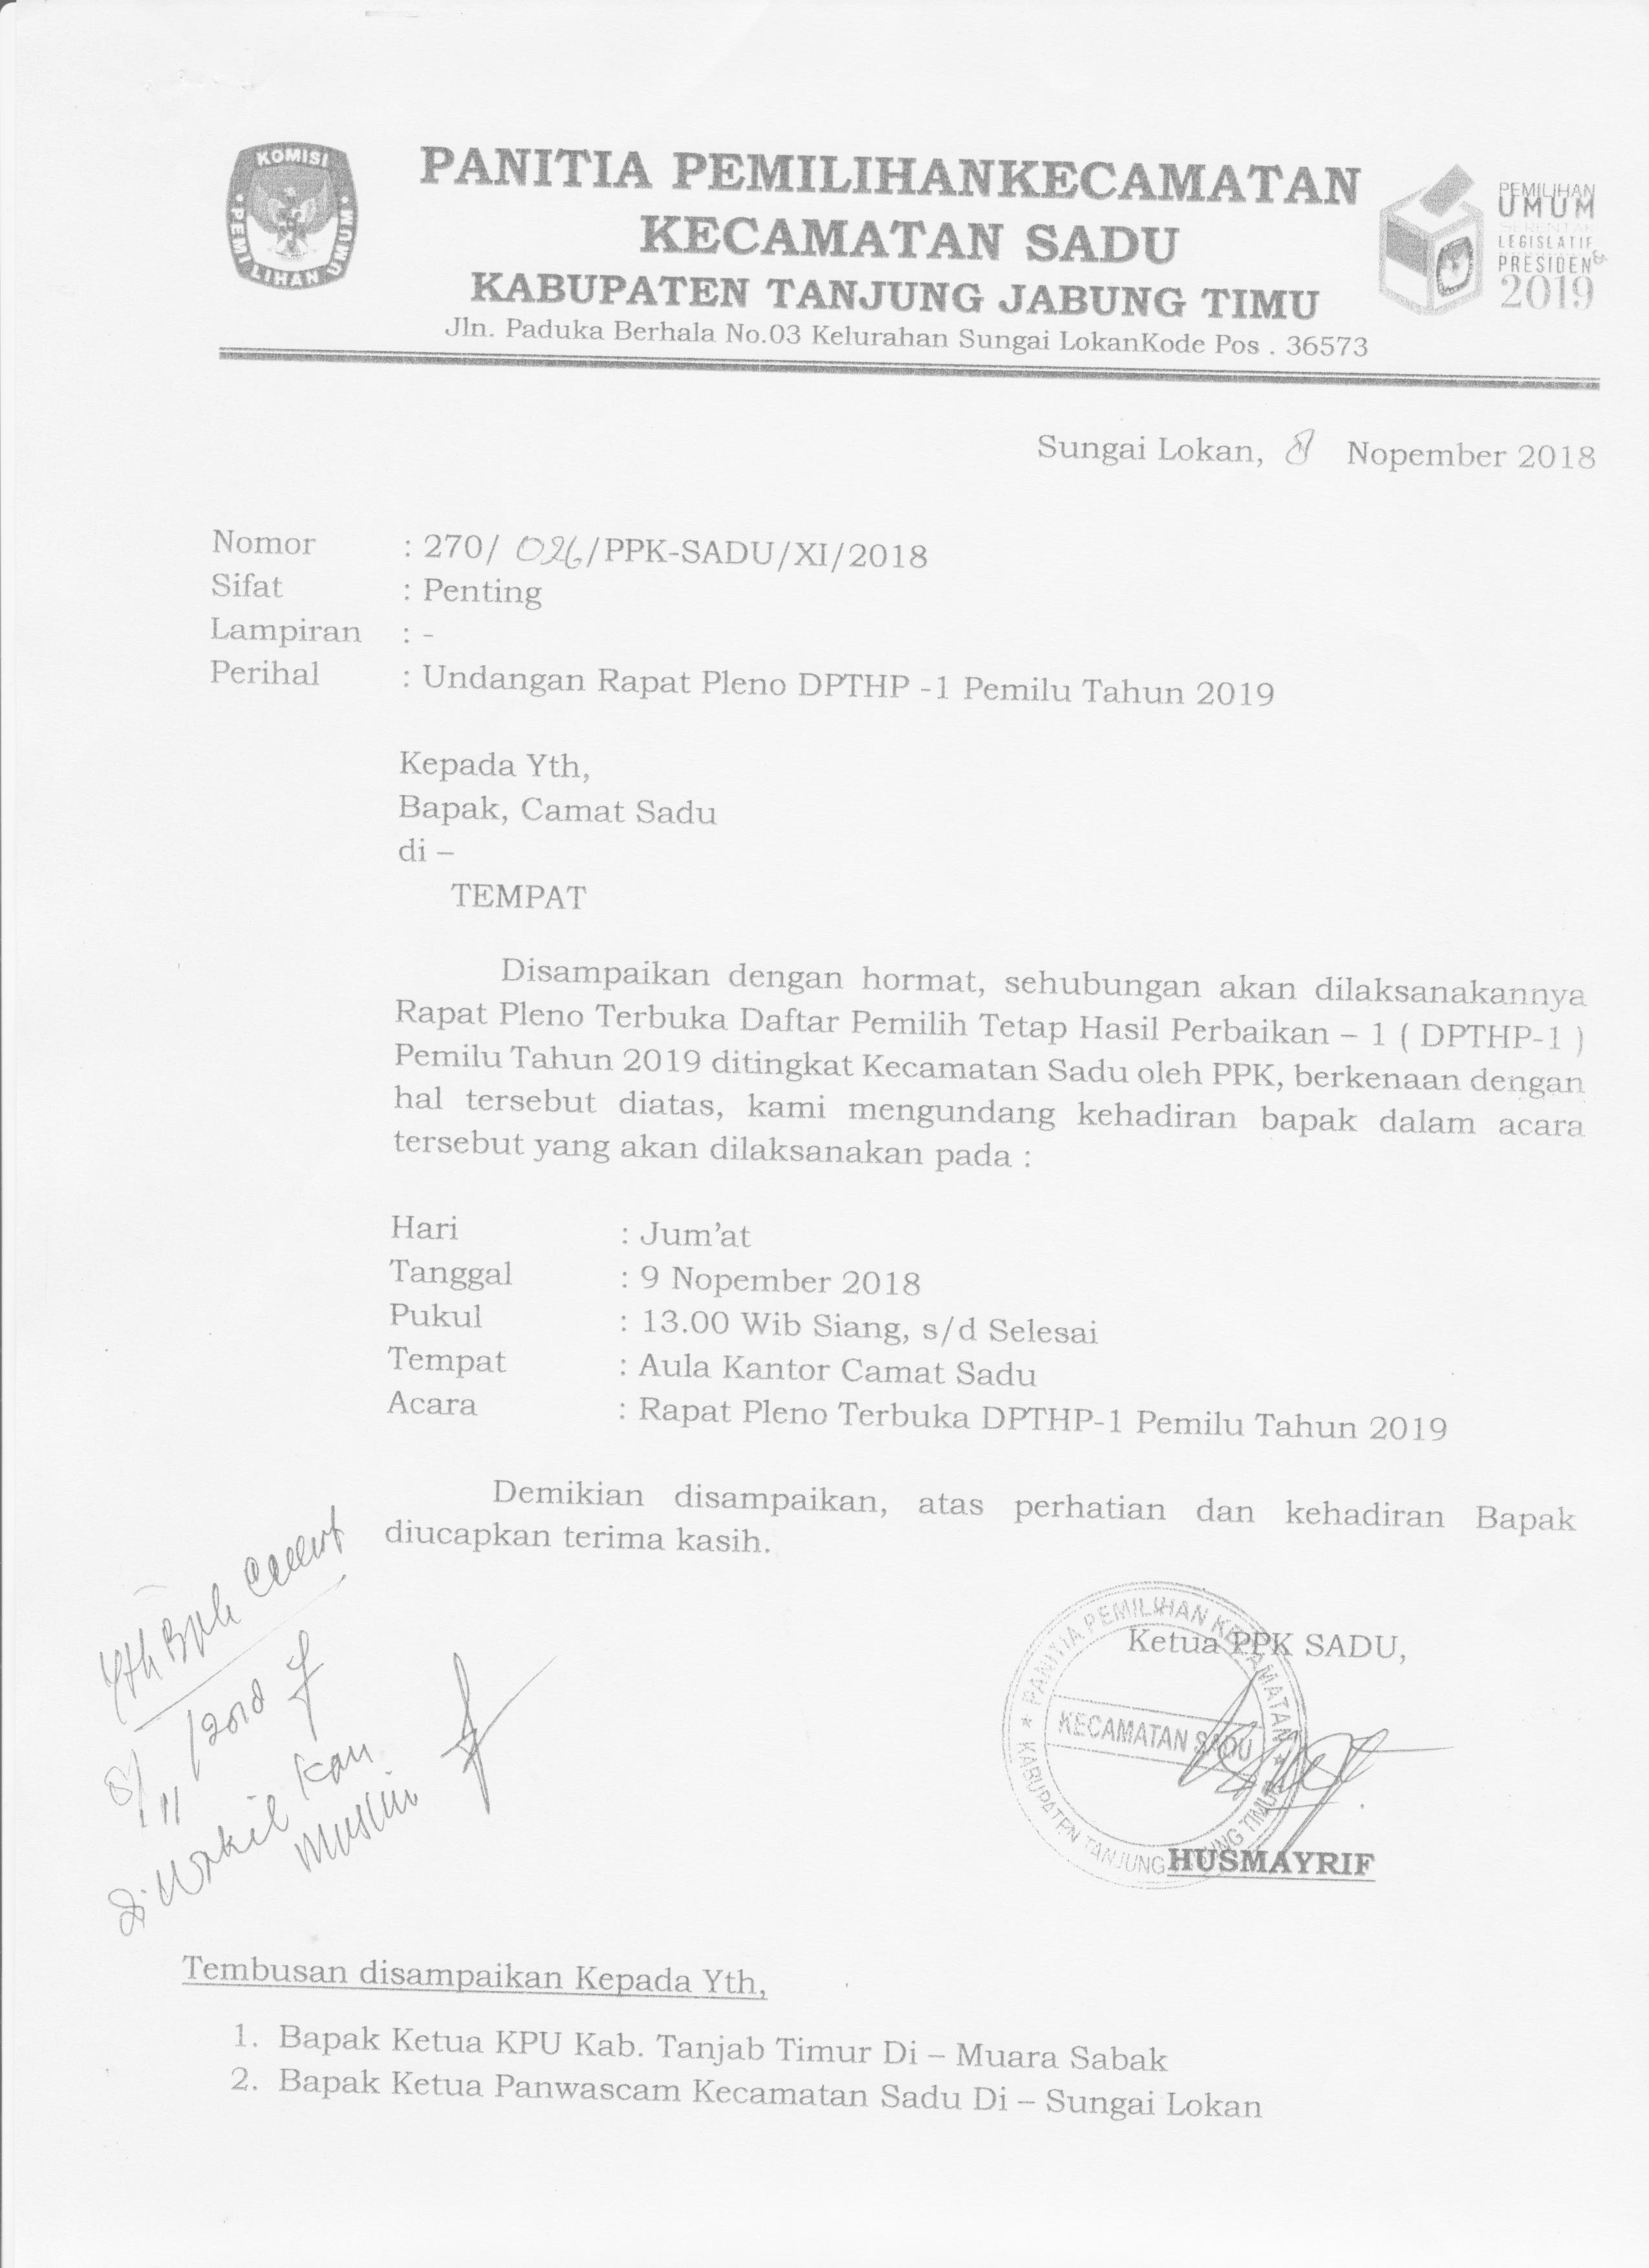 KOMISI
PEMILIHAN UMUM
PANITIA PEMILIHANKECAMATAN
KECAMATAN SADU
KABUPATEN TANJUNG JABUNG TIMU
Jln. Paduka Berhala No.03 Kelurahan Sungai LokanKode Pos . 36573
PEMILIHAN
UMUM
SERENTAK
LEGISLATIF
&
PRESIDEN
2019
Sungai Lokan, 8 Nopember 2018
Nomor : 270/ 026/PPK-SADU/XI/2018
Sifat : Penting
Lampiran : -
Perihal : Undangan Rapat Pleno DPTHP -1 Pemilu Tahun 2019
Kepada Yth,
Bapak, Camat Sadu
di –
TEMPAT
Disampaikan dengan hormat, sehubungan akan dilaksanakannya
Rapat Pleno Terbuka Daftar Pemilih Tetap Hasil Perbaikan – 1 ( DPTHP-1 )
Pemilu Tahun 2019 ditingkat Kecamatan Sadu oleh PPK, berkenaan dengan
hal tersebut diatas, kami mengundang kehadiran bapak dalam acara
tersebut yang akan dilaksanakan pada :
Hari : Jum'at
Tanggal : 9 Nopember 2018
Pukul : 13.00 Wib Siang, s/d Selesai
Tempat : Aula Kantor Camat Sadu
Acara : Rapat Pleno Terbuka DPTHP-1 Pemilu Tahun 2019
Demikian disampaikan, atas perhatian dan kehadiran Bapak
diucapkan terima kasih.
Yth Bpk Camat
8/11/2018
Di Wakil kan
Muslim
Ketua PPK SADU,
PANITIA PEMILIHAN KECAMATAN
KECAMATAN SADU
KABUPATEN TANJUNG JABUNG TIMUR
HUSMAYRIF
Tembusan disampaikan Kepada Yth,
1. Bapak Ketua KPU Kab. Tanjab Timur Di – Muara Sabak
2. Bapak Ketua Panwascam Kecamatan Sadu Di – Sungai Lokan